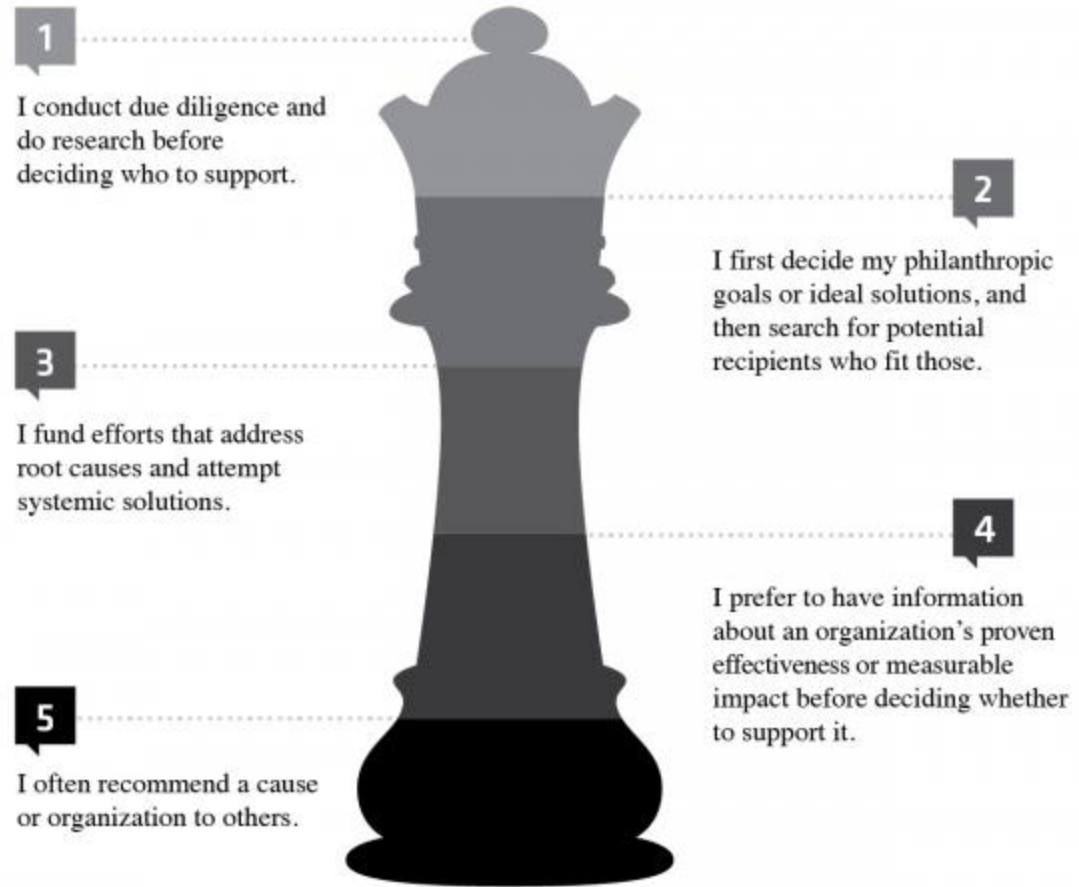 1
I conduct due diligence and
do research before
deciding who to support.
2
I first decide my philanthropic
goals or ideal solutions, and
then search for potential
recipients who fit those.
3
I fund efforts that address
root causes and attempt
systemic solutions.
4
I prefer to have information
about an organization’s proven
effectiveness or measurable
impact before deciding whether
to support it.
5
I often recommend a cause
or organization to others.